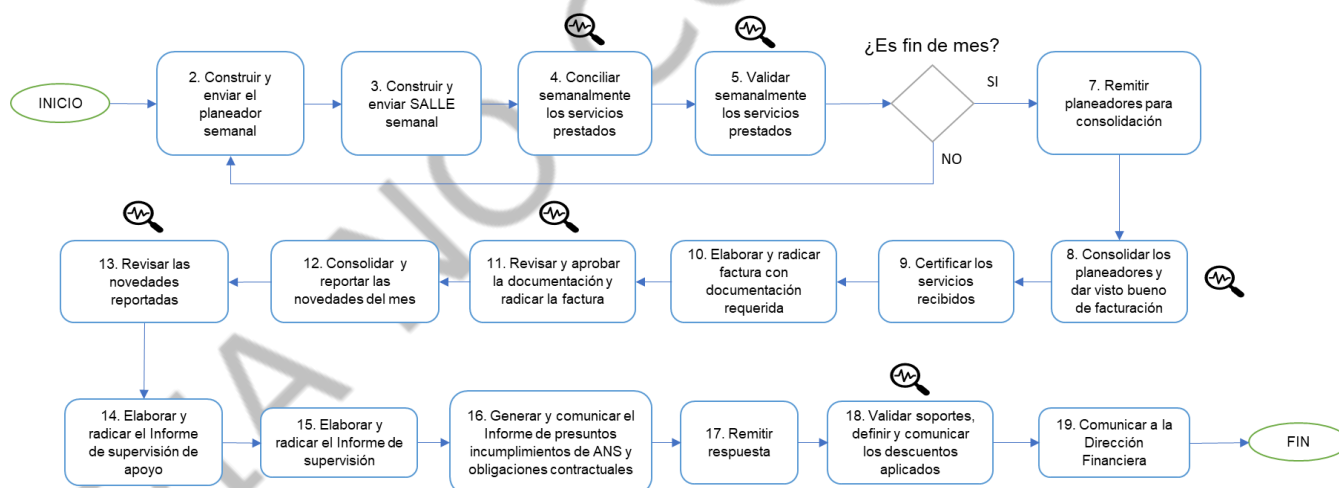 ¿Es fin de mes?
INICIO
2. Construir y
enviar el
planeador
semanal
3. Construir y
enviar SALLE
semanal
4. Conciliar
semanalmente
los servicios
prestados
5. Validar
semanalmente
los servicios
prestados
SI
NO
7. Remitir
planeadores para
consolidación
8. Consolidar los
planeadores y
dar visto bueno
de facturación
9. Certificar los
servicios
recibidos
10. Elaborar y radicar
factura con
documentación
requerida
11. Revisar y aprobar
la documentación y
radicar la factura
12. Consolidar y
reportar las
novedades del mes
13. Revisar las
novedades
reportadas
14. Elaborar y
radicar el Informe
de supervisión de
apoyo
15. Elaborar y
radicar el Informe de
supervisión
16. Generar y comunicar el
Informe de presuntos
incumplimientos de ANS y
obligaciones contractuales
17. Remitir
respuesta
18. Validar soportes,
definir y comunicar
los descuentos
aplicados
19. Comunicar a la
Dirección
Financiera
FIN
NO